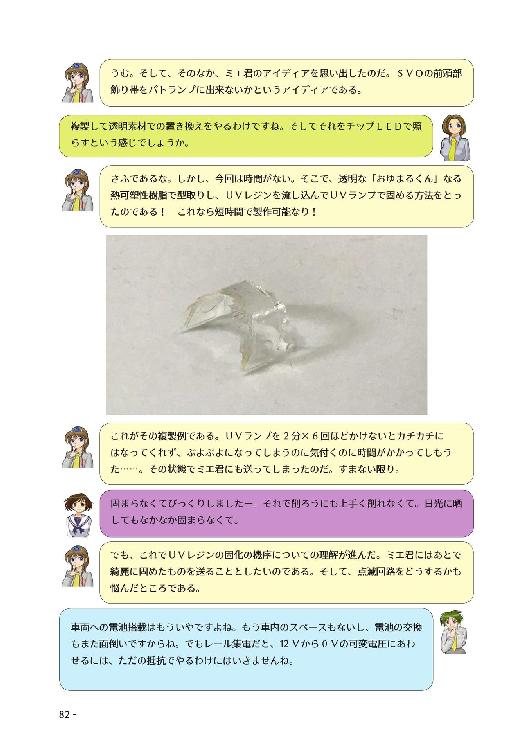 うむ。そして、そのなか、ミエ君のアイディアを思い出したのだ。ＳＶＯの前頭部
飾り帯をパトランプに出来ないかというアイディアである。
複製して透明素材での置き換えをやるわけですね。そしてそれをチップＬＥＤで照
らすという感じでしょうか。
さふであるな。しかし、今回は時間がない。そこで、透明な「おゆまるくん」なる
熱可塑性樹脂で型取りし、ＵＶレジンを流し込んでＵＶランプで固める方法をとっ
たのである！　これなら短時間で製作可能なり！
これがその複製例である。ＵＶランプを２分×６回ほどかけないとカチカチに
はなってくれず、ぷよぷよになってしまうのに気付くのに時間がかかってしもう
た……。その状態でミエ君にも送ってしまったのだ。すまない限り。
固まらなくてびっくりしましたー　それで削ろうにも上手く削れなくて。日光に晒
してもなかなか固まらなくて。
でも、これでＵＶレジンの固化の機序についての理解が進んだ。ミエ君にはあとで
綺麗に固めたものを送ることとしたいのである。そして、点滅回路をどうするかも
悩んだところである。
車両への電池搭載はもういやですよね。もう車内のスペースもないし、電池の交換
もまた面倒いですからね。でもレール集電だと、12Ｖから０Ｖの可変電圧にあわ
せるには、ただの抵抗でやるわけにはいきませんね。
82 -